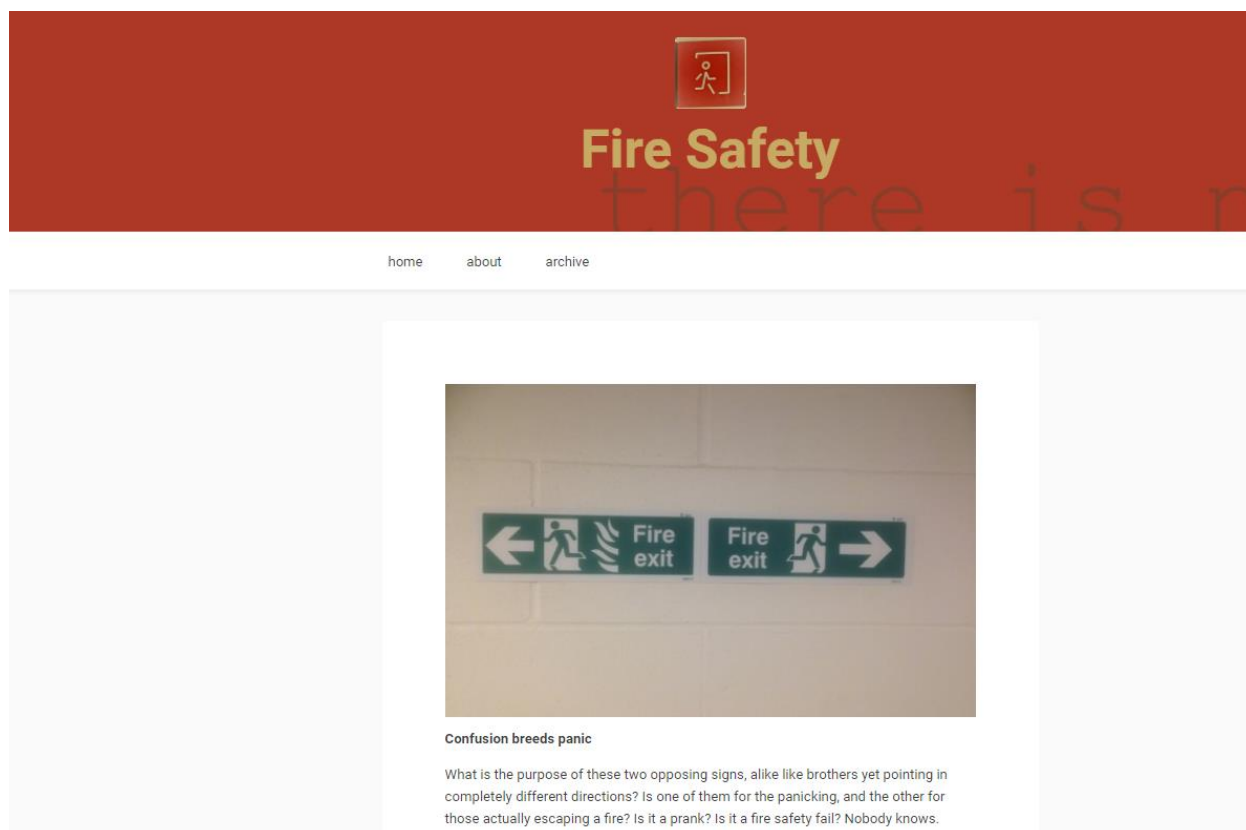 Fire Safety
there is
home about archive
Fire exit Fire exit
Confusion breeds panic
What is the purpose of these two opposing signs, alike like brothers yet pointing in
completely different directions? Is one of them for the panicking, and the other for
those actually escaping a fire? Is it a prank? Is it a fire safety fail? Nobody knows.